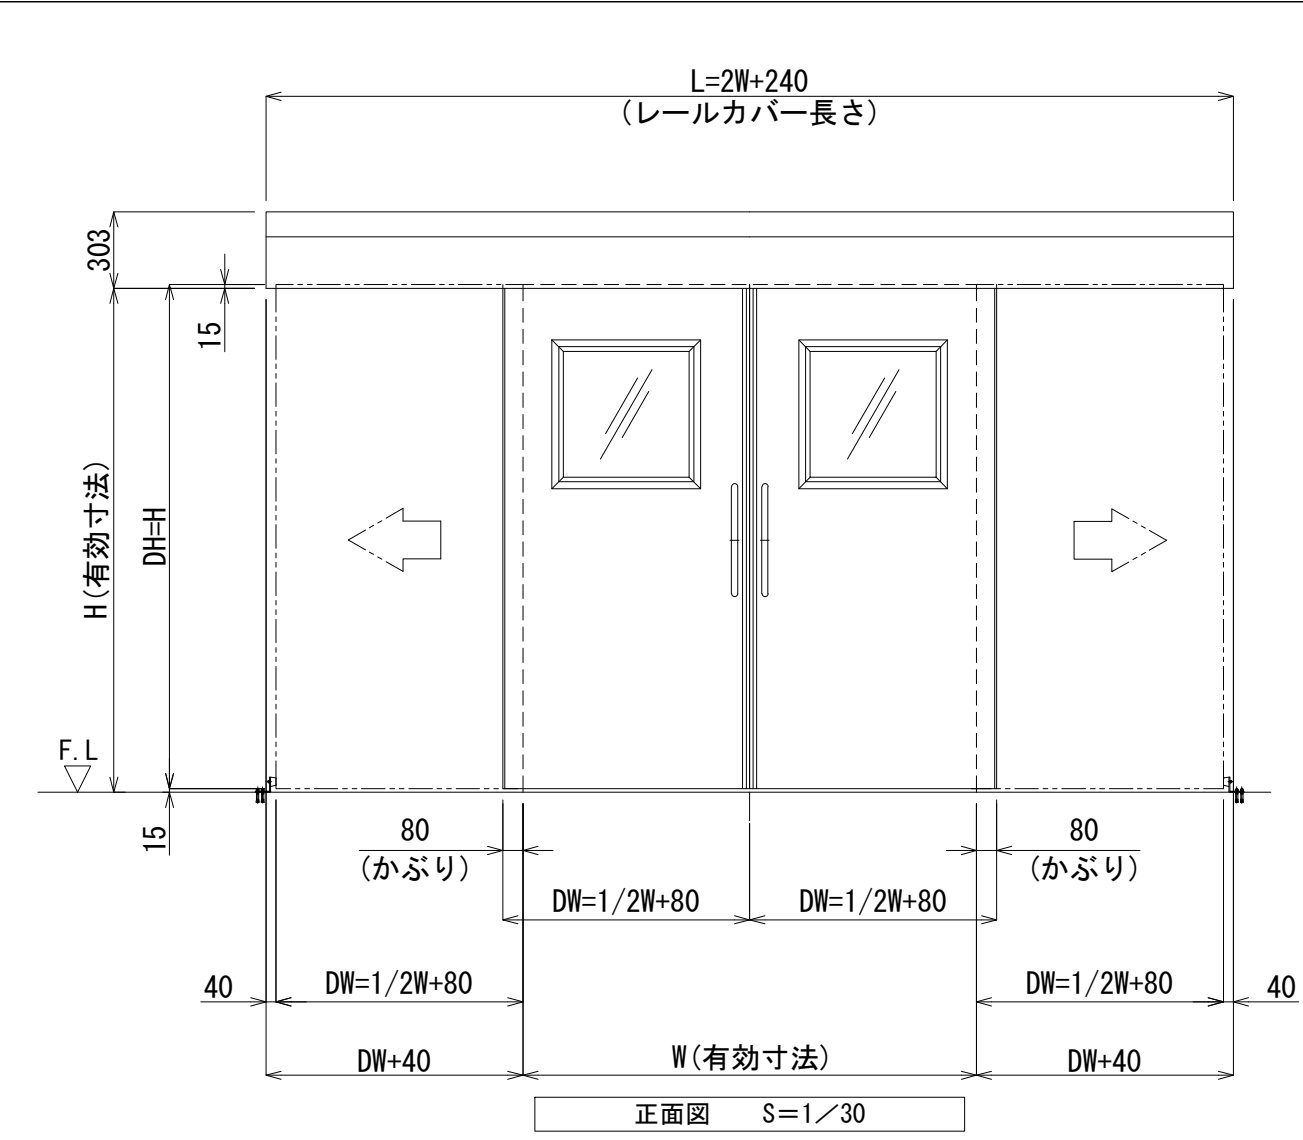 L=2W+240
(レールカバー長さ)
303
15
H(有効寸法)
DH=H
F.L
15
80
(かぶり)
80
(かぶり)
DW=1/2W+80
DW=1/2W+80
40
DW=1/2W+80
DW=1/2W+80
40
DW+40
W(有効寸法)
DW+40
正面図 S=1/30